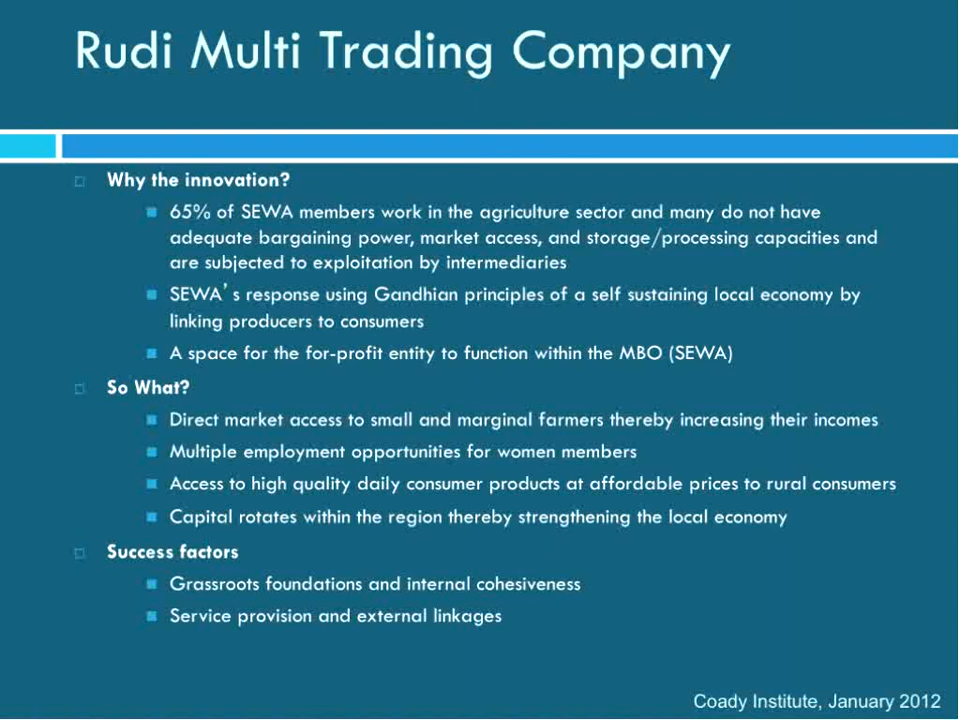 Rudi Multi Trading Company
Why the innovation?
65% of SEWA members work in the agriculture sector and many do not have
adequate bargaining power, market access, and storage/processing capacities and
are subjected to exploitation by intermediaries
SEWA's response using Gandhian principles of a self sustaining local economy by
linking producers to consumers
A space for the for-profit entity to function within the MBO (SEWA)
So What?
Direct market access to small and marginal farmers thereby increasing their incomes
Multiple employment opportunities for women members
Access to high quality daily consumer products at affordable prices to rural consumers
Capital rotates within the region thereby strengthening the local economy
Success factors
Grassroots foundations and internal cohesiveness
Service provision and external linkages
Coady Institute, January 2012